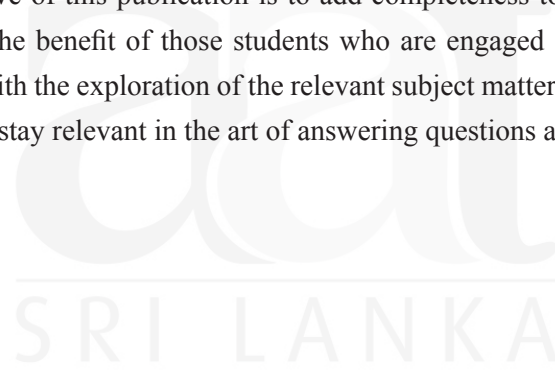 ve of this publication is to add completeness to
he benefit of those students who are engaged
ith the exploration of the relevant subject matter
stay relevant in the art of answering questions a
aat
SRI LANKA